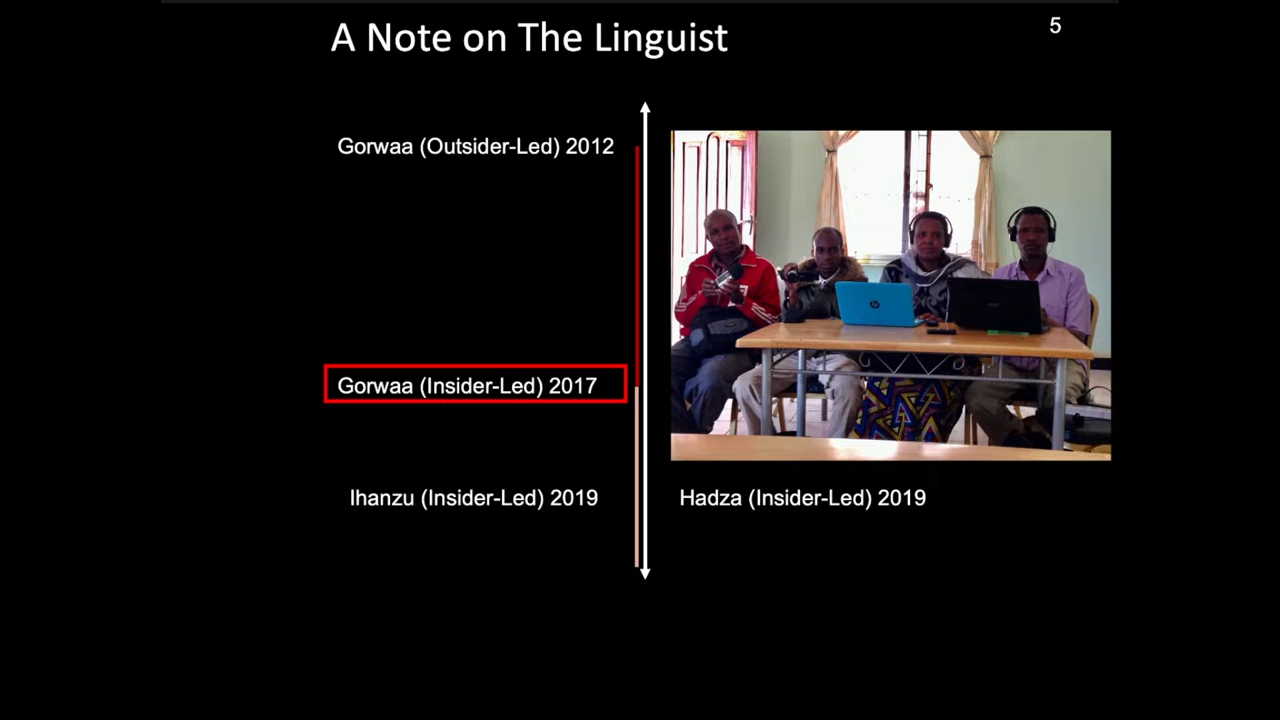 A Note on The Linguist
5
Gorwaa (Outsider-Led) 2012
Gorwaa (Insider-Led) 2017
Ihanzu (Insider-Led) 2019
Hadza (Insider-Led) 2019
hp